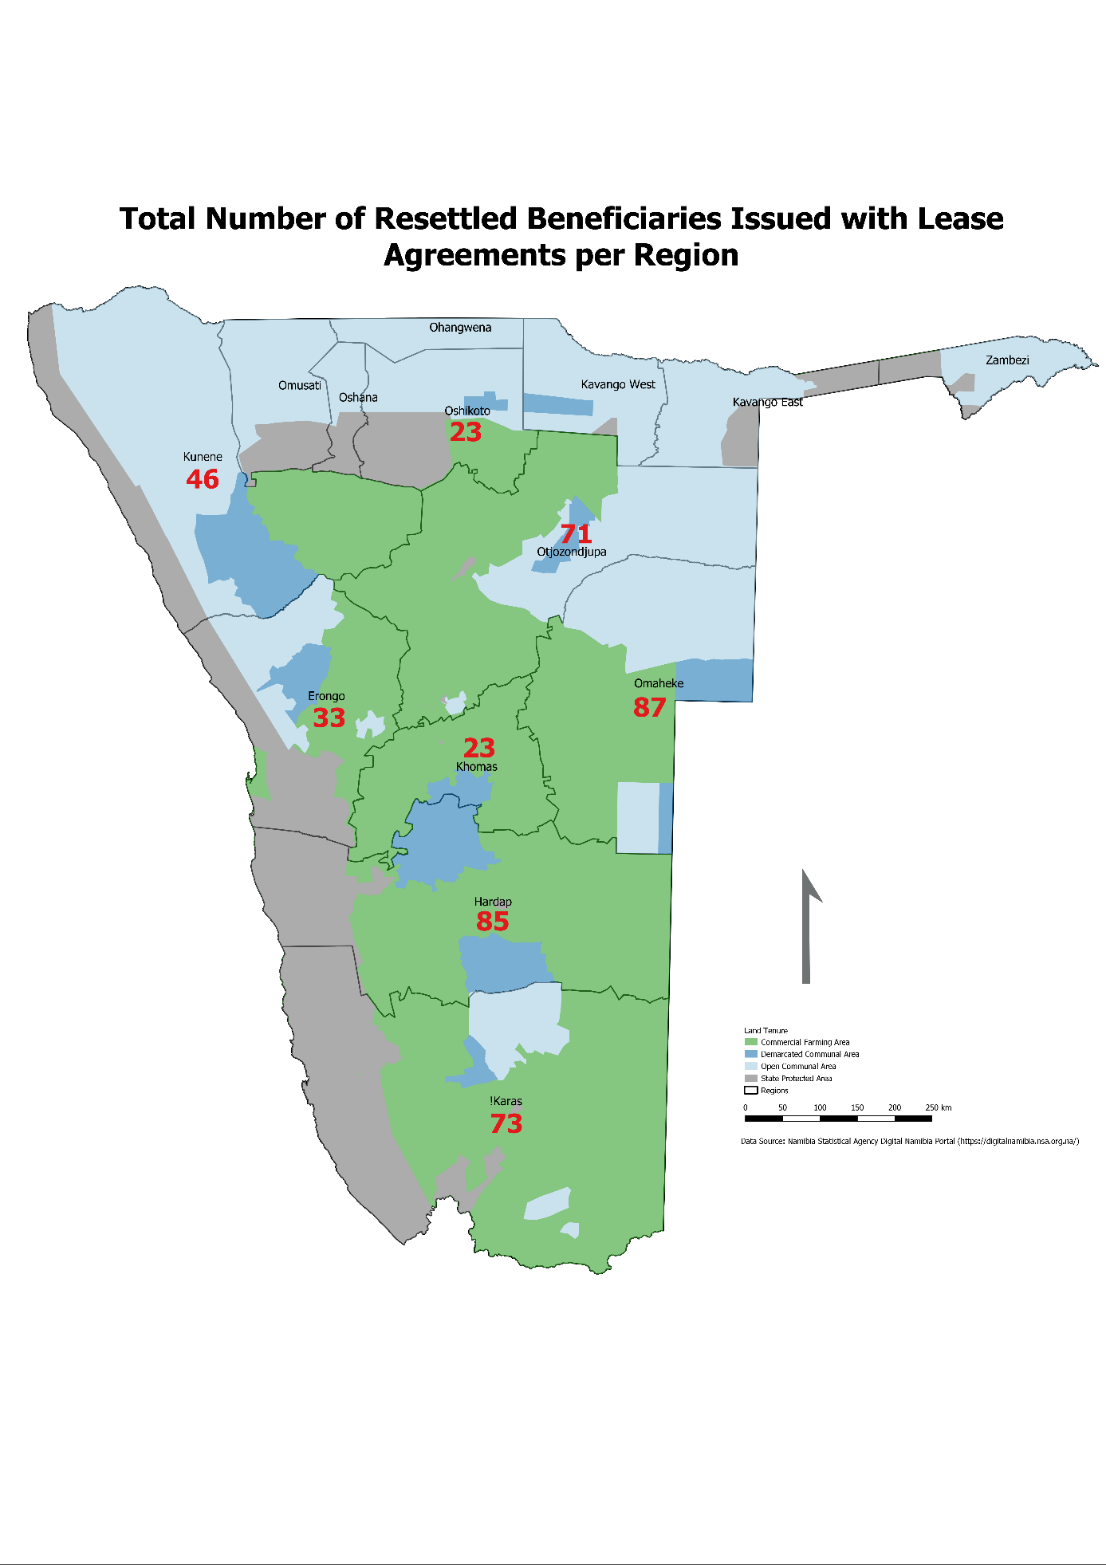 Total Number of Resettled Beneficiaries Issued with Lease
Agreements per Region
Ohangwena
Zambezi
Omusati
Oshana
Kavango West
Kavango East
Oshikoto
23
Kunene
46
71
Otjozondjupa
Omaheke
87
Erongo
33
23
Khomas
Hardap
85
!Karas
73
Land Tenure
Commercial Farming Area
Demarcated Communal Area
Open Communal Area
State Protected Area
Regions
0 50 100 150 200 250 km
Data Source: Namibia Statistical Agency Digital Namibia Portal (https://digitalnamibia.nsa.org.na/)